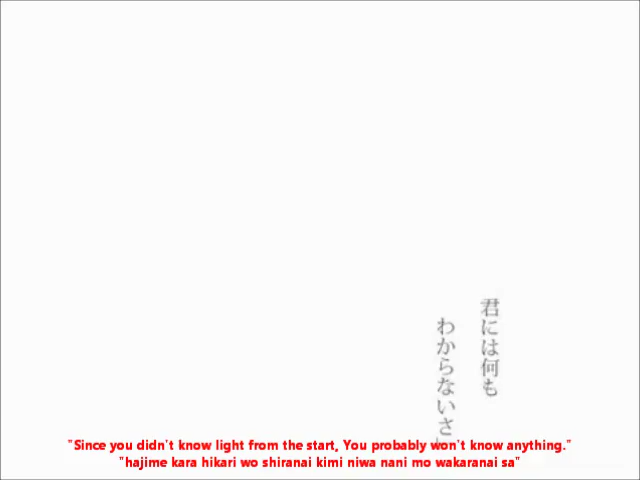 君には何も
わからないさ」
"Since you didn't know light from the start, You probably won't know anything."
"hajime kara hikari wo shiranai kimi niwa nani mo wakaranai sa"